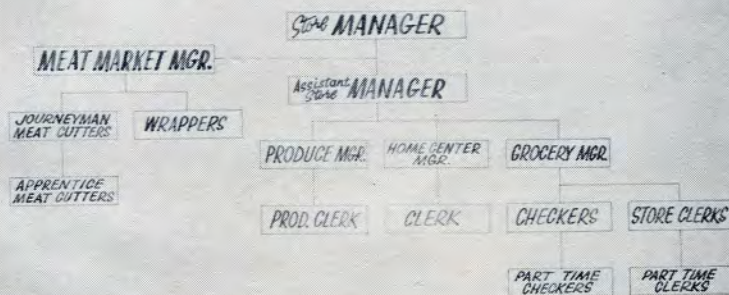 Store MANAGER
MEAT MARKET MGR.
Assistant Store MANAGER
JOURNEYMAN
MEAT CUTTERS
WRAPPERS
PRODUCE MGR.
HOME CENTER
MGR.
GROCERY MGR.
APPRENTICE
MEAT CUTTERS
PROD. CLERK
CLERK
CHECKERS
STORE CLERKS
PART TIME
CHECKERS
PART TIME
CLERKS